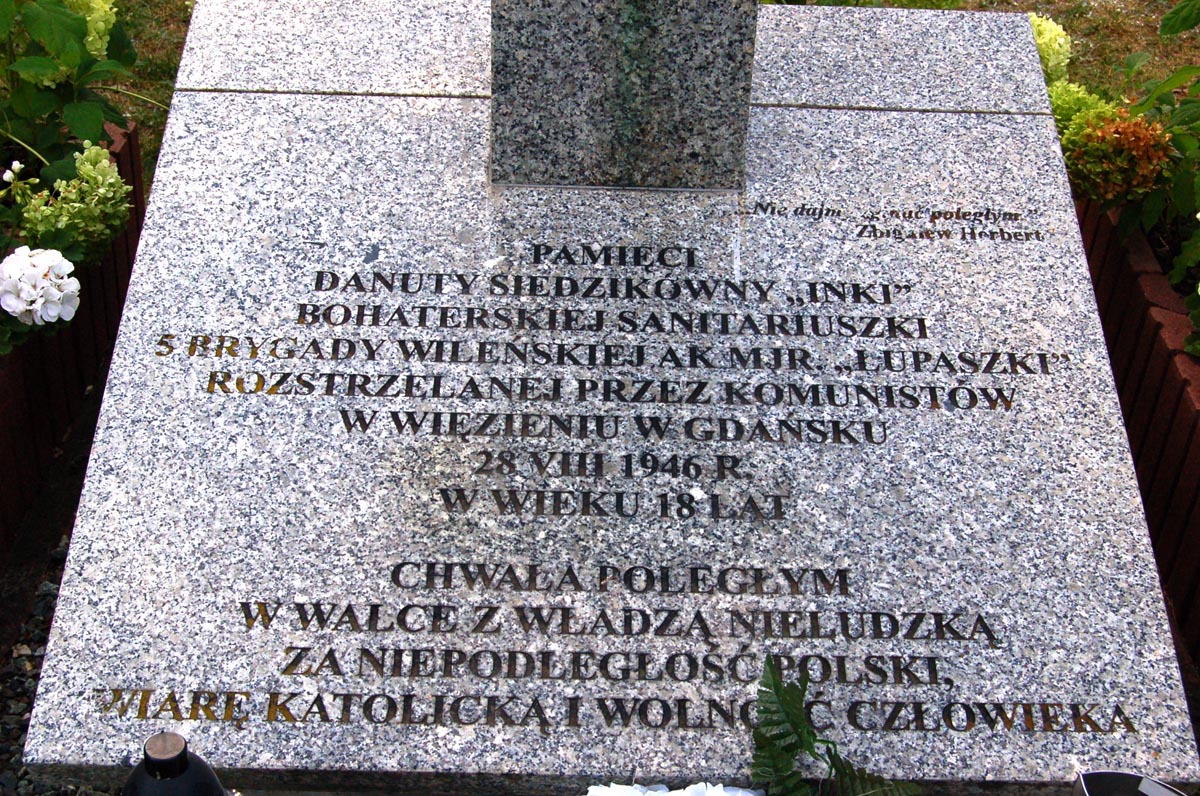 „Nie dajmy zginąć poległym.”
Zbigniew Herbert
PAMIĘCI
DANUTY SIEDZIKÓWNY „INKI”
BOHATERSKIEJ SANITARIUSZKI
5 BRYGADY WILEŃSKIEJ AK MJR. „ŁUPASZKI”
ROZSTRZELANEJ PRZEZ KOMUNISTÓW
W WIĘZIENIU W GDAŃSKU
28 VIII 1946 R.
W WIEKU 18 LAT
CHWAŁA POLEGŁYM
W WALCE Z WŁADZĄ NIELUDZKĄ
ZA NIEPODLEGŁOŚĆ POLSKI,
WIARĘ KATOLICKĄ I WOLNOŚĆ CZŁOWIEKA